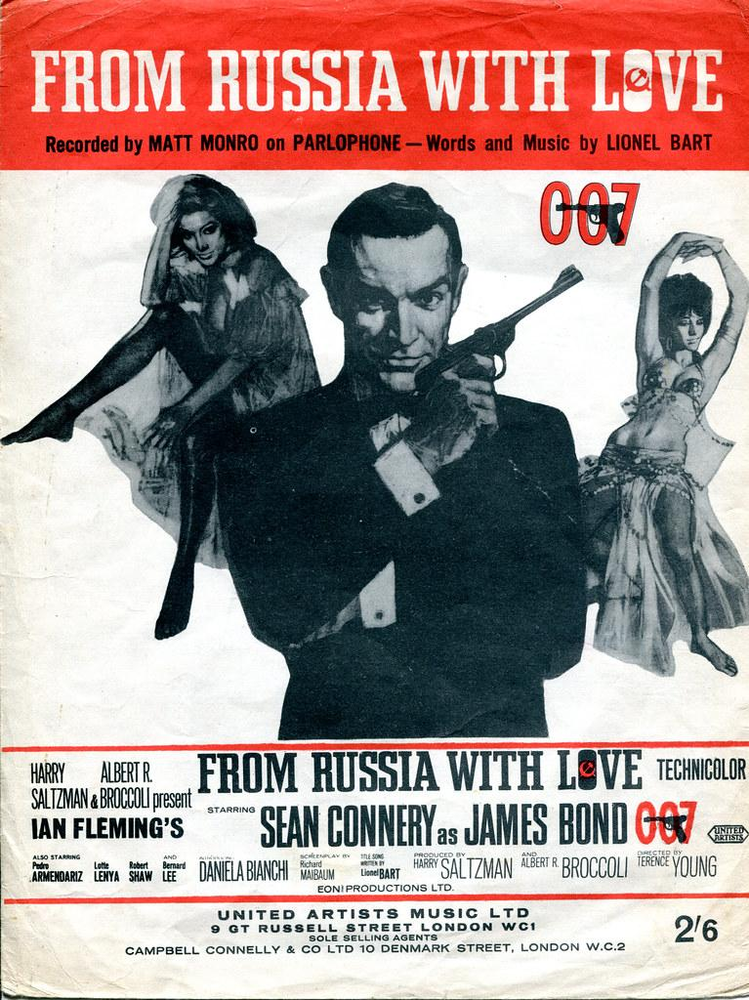 FROM RUSSIA WITH LOVE
Recorded by MATT MONRO on PARLOPHONE — Words and Music by LIONEL BART
007
HARRY SALTZMAN & ALBERT R. BROCCOLI present
IAN FLEMING'S
FROM RUSSIA WITH LOVE TECHNICOLOR
STARRING SEAN CONNERY as JAMES BOND 007
UNITED ARTISTS
ALSO STARRING Pedro ARMENDARIZ Lotte LENYA Robert SHAW AND Bernard LEE
INTRODUCING DANIELA BIANCHI
SCREENPLAY BY Richard MAIBAUM
TITLE SONG WRITTEN BY Lionel BART
PRODUCED BY HARRY SALTZMAN AND ALBERT R. BROCCOLI
DIRECTED BY TERENCE YOUNG
EON PRODUCTIONS LTD.
UNITED ARTISTS MUSIC LTD
9 GT RUSSELL STREET LONDON WC1
SOLE SELLING AGENTS
CAMPBELL CONNELLY & CO LTD 10 DENMARK STREET, LONDON W.C.2
2/6